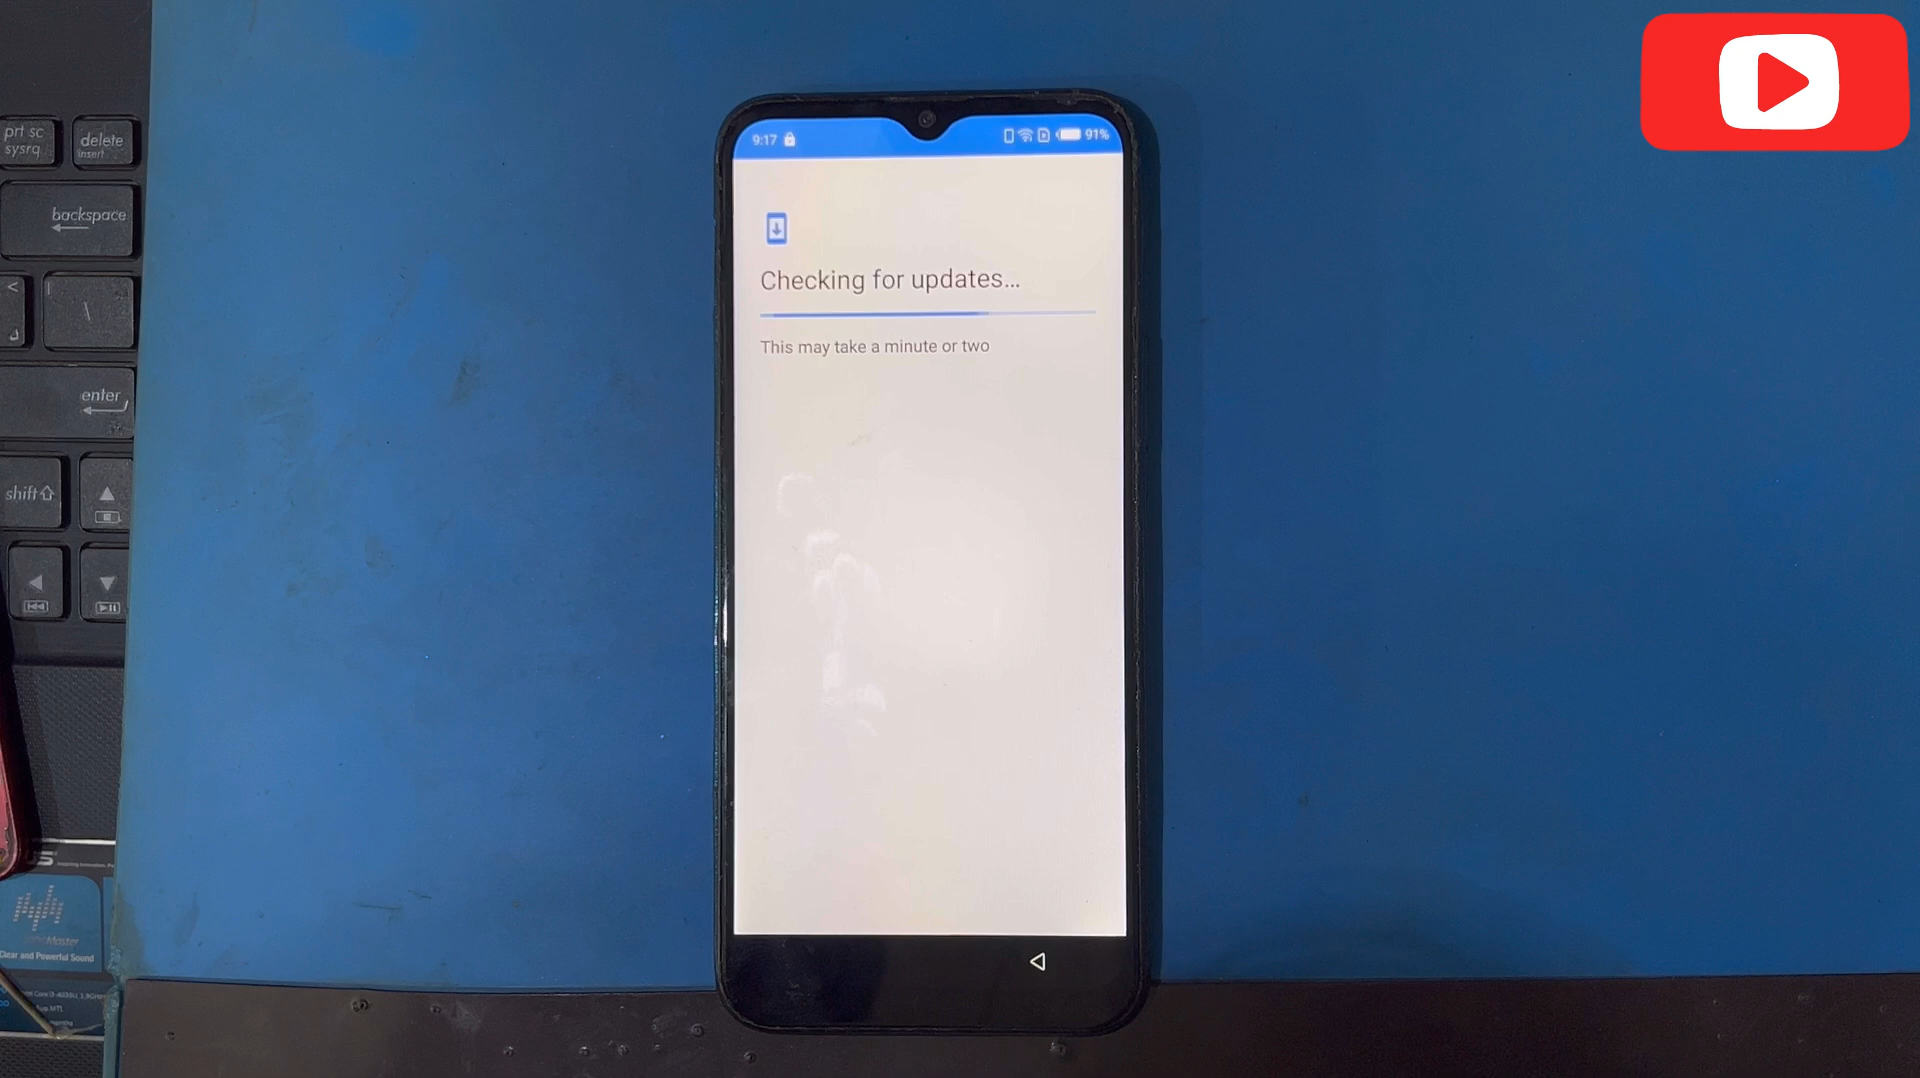 prt sc
sysrq
delete
insert
backspace
<
\
enter
shift
9:17
91%
Checking for updates...
This may take a minute or two
Master
Clear and Powerful Sound